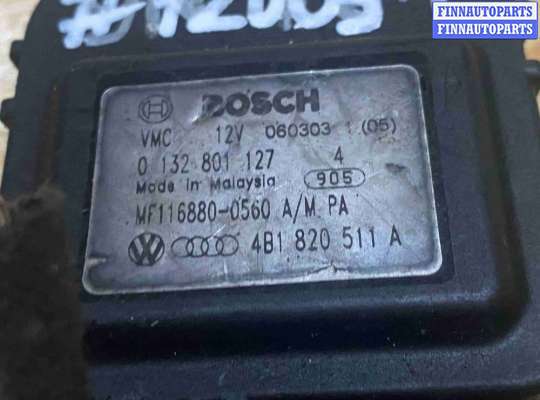 FINNAUTOPARTS
FINNAUTOPARTS
BOSCH
VMC 12V 060303 1 (05)
0 132 801 127 4
Made in Malaysia 905
MF116880-0560 A/M PA
4B1 820 511 A